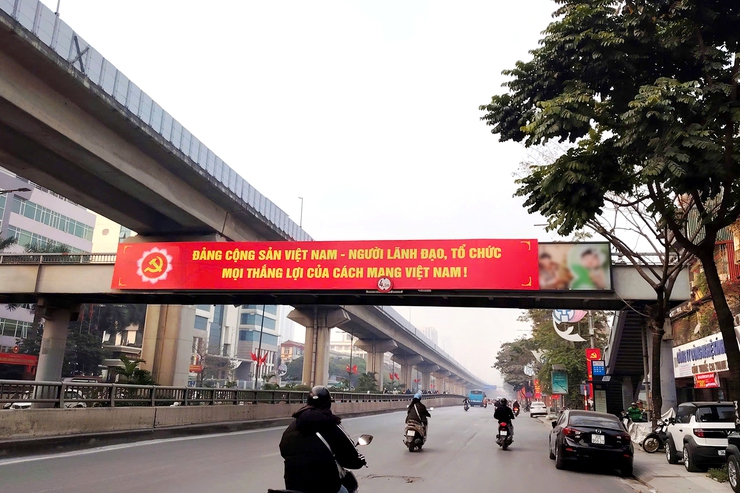 ĐẢNG CỘNG SẢN VIỆT NAM - NGƯỜI LÃNH ĐẠO, TỔ CHỨC
MỌI THẮNG LỢI CỦA CÁCH MẠNG VIỆT NAM !